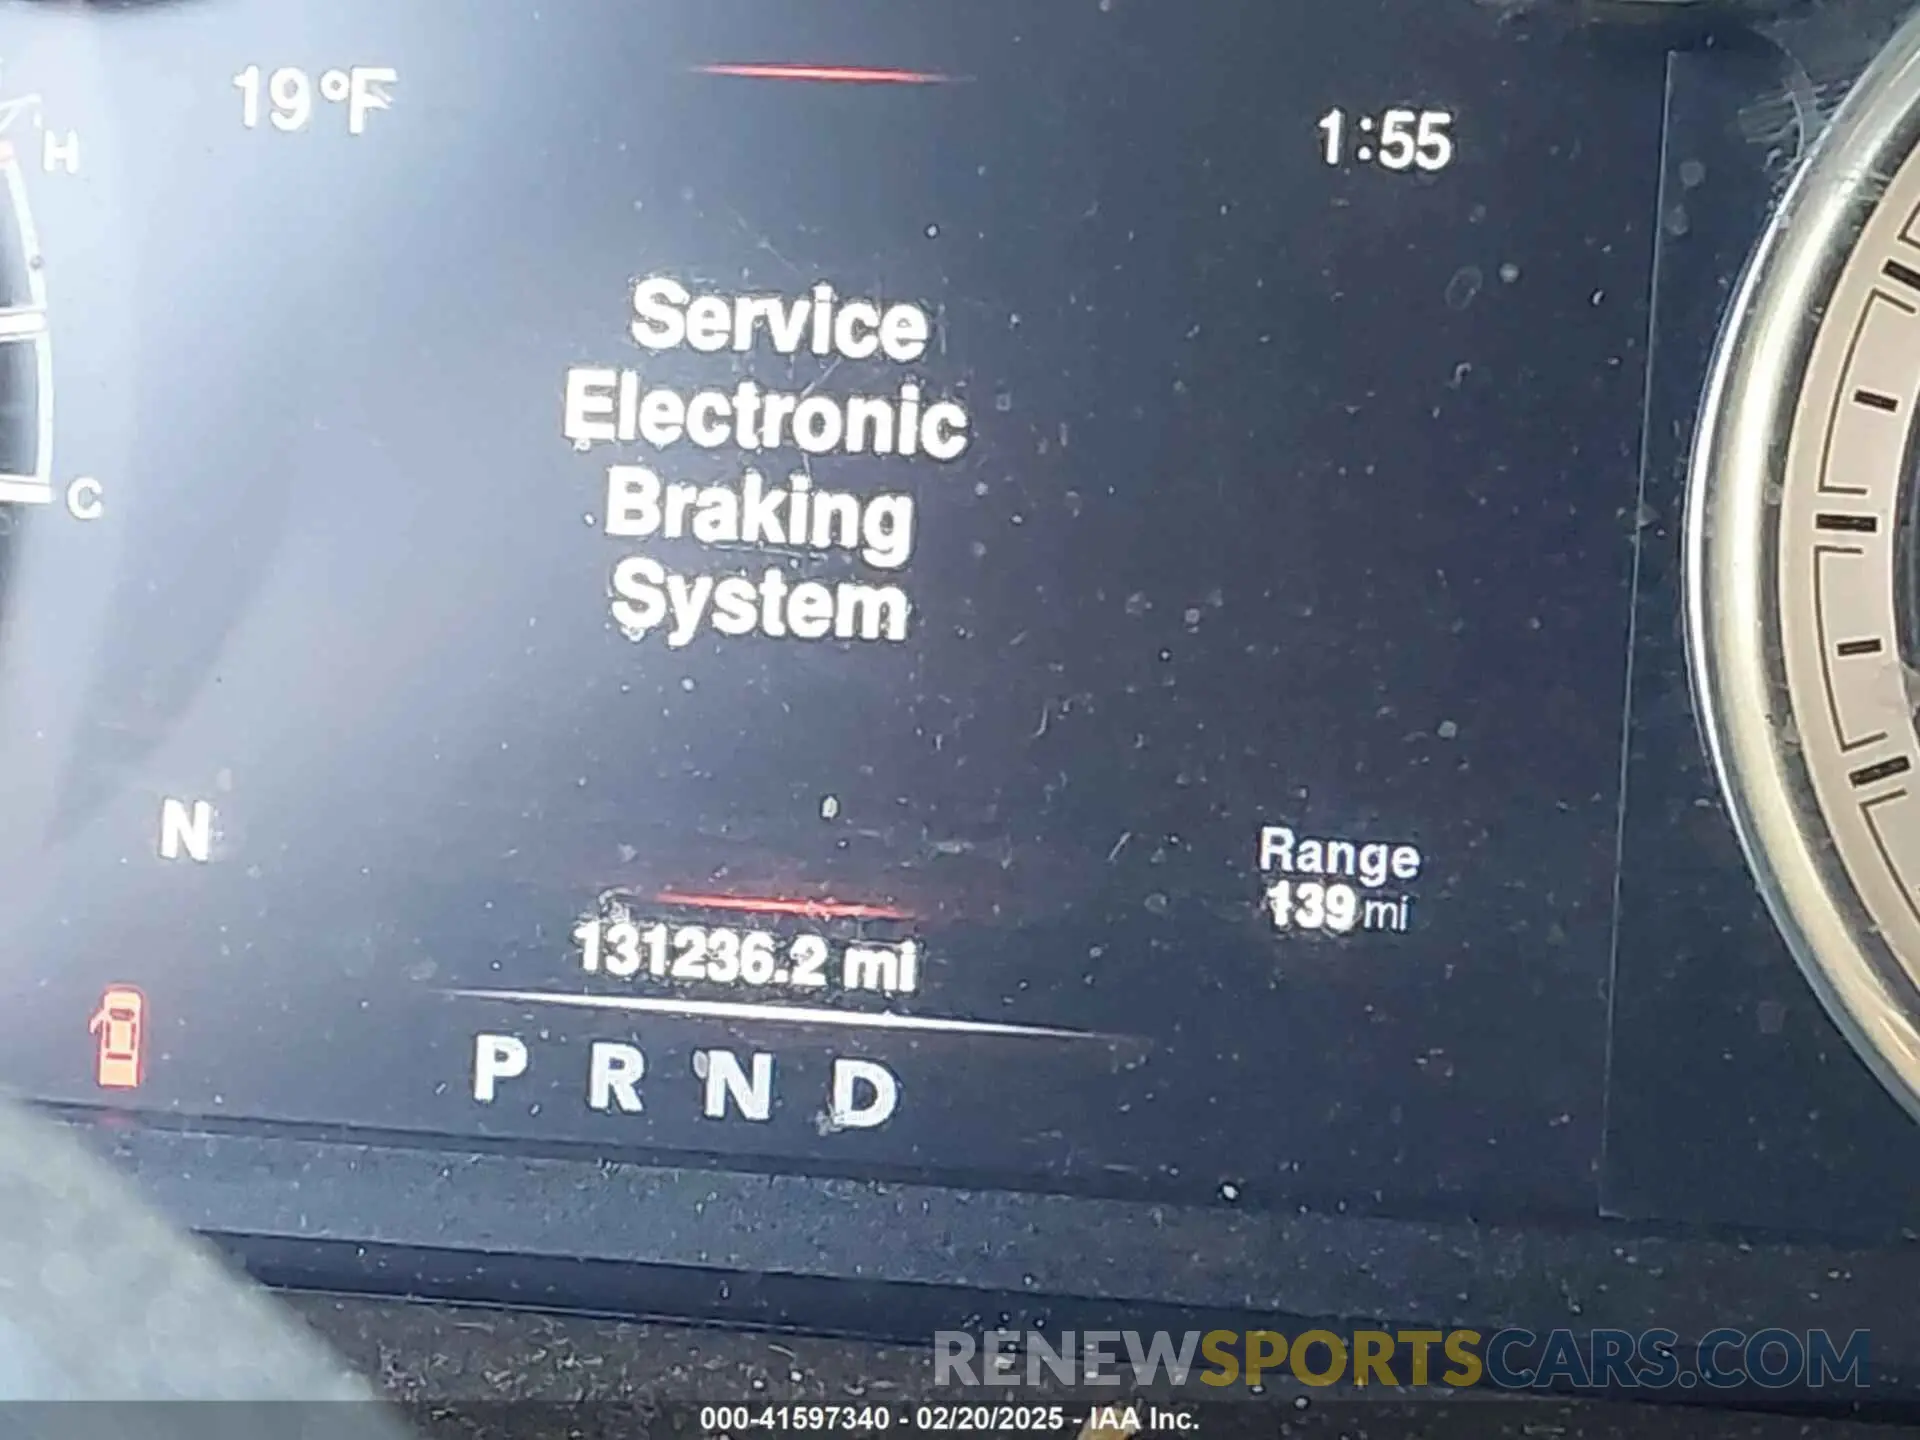 19°F
1:55
H
Service
Electronic
Braking
System
C
N
Range
139 mi
131236.2 mi
P R N D
RENEWSPORTSCARS.COM
000-41597340 - 02/20/2025 - IAA Inc.